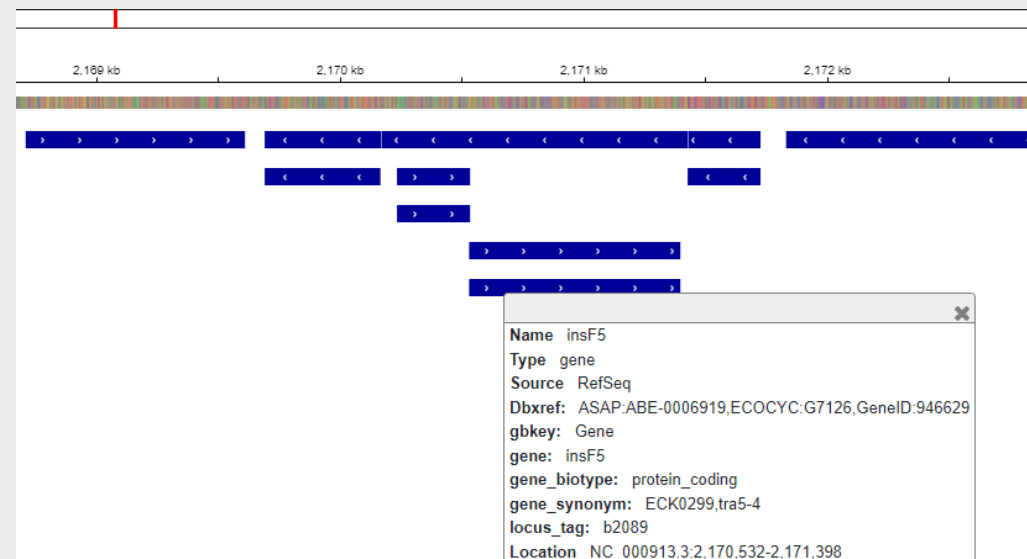 2,169 kb 2,170 kb 2,171 kb 2,172 kb
Name insF5
Type gene
Source RefSeq
Dbxref: ASAP:ABE-0006919,ECOCYC:G7126,GeneID:946629
gbkey: Gene
gene: insF5
gene_biotype: protein_coding
gene_synonym: ECK0299,tra5-4
locus_tag: b2089
Location NC_000913.3:2,170,532-2,171,398